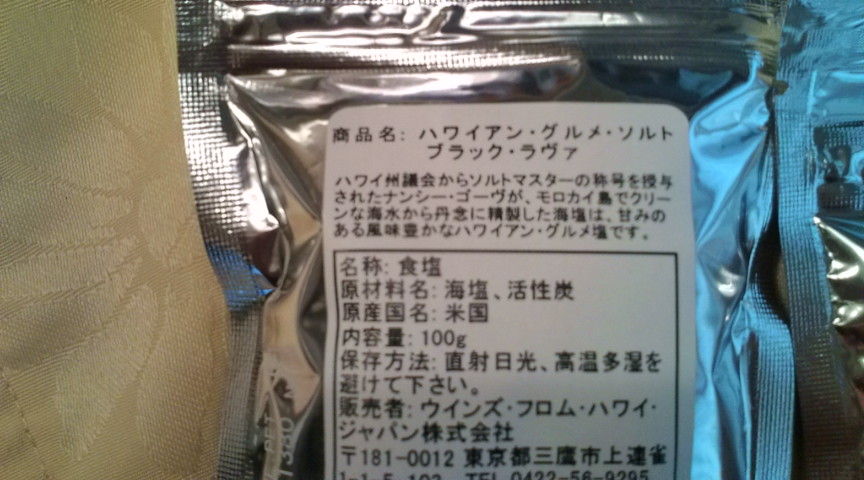 商品名: ハワイアン・グルメ・ソルト
ブラック・ラヴァ
ハワイ州議会からソルトマスターの称号を授与
されたナンシー・ゴーヴが、モロカイ島でクリー
ンな海水から丹念に精製した海塩は、甘みの
ある風味豊かなハワイアン・グルメ塩です。
名称: 食塩
原材料名: 海塩、活性炭
原産国名: 米国
内容量: 100g
保存方法: 直射日光、高温多湿を
避けて下さい。
販売者: ウインズ・フロム・ハワイ・
ジャパン株式会社
〒181-0012 東京都三鷹市上連雀
1-1-5-103 TEL 0422-56-9295